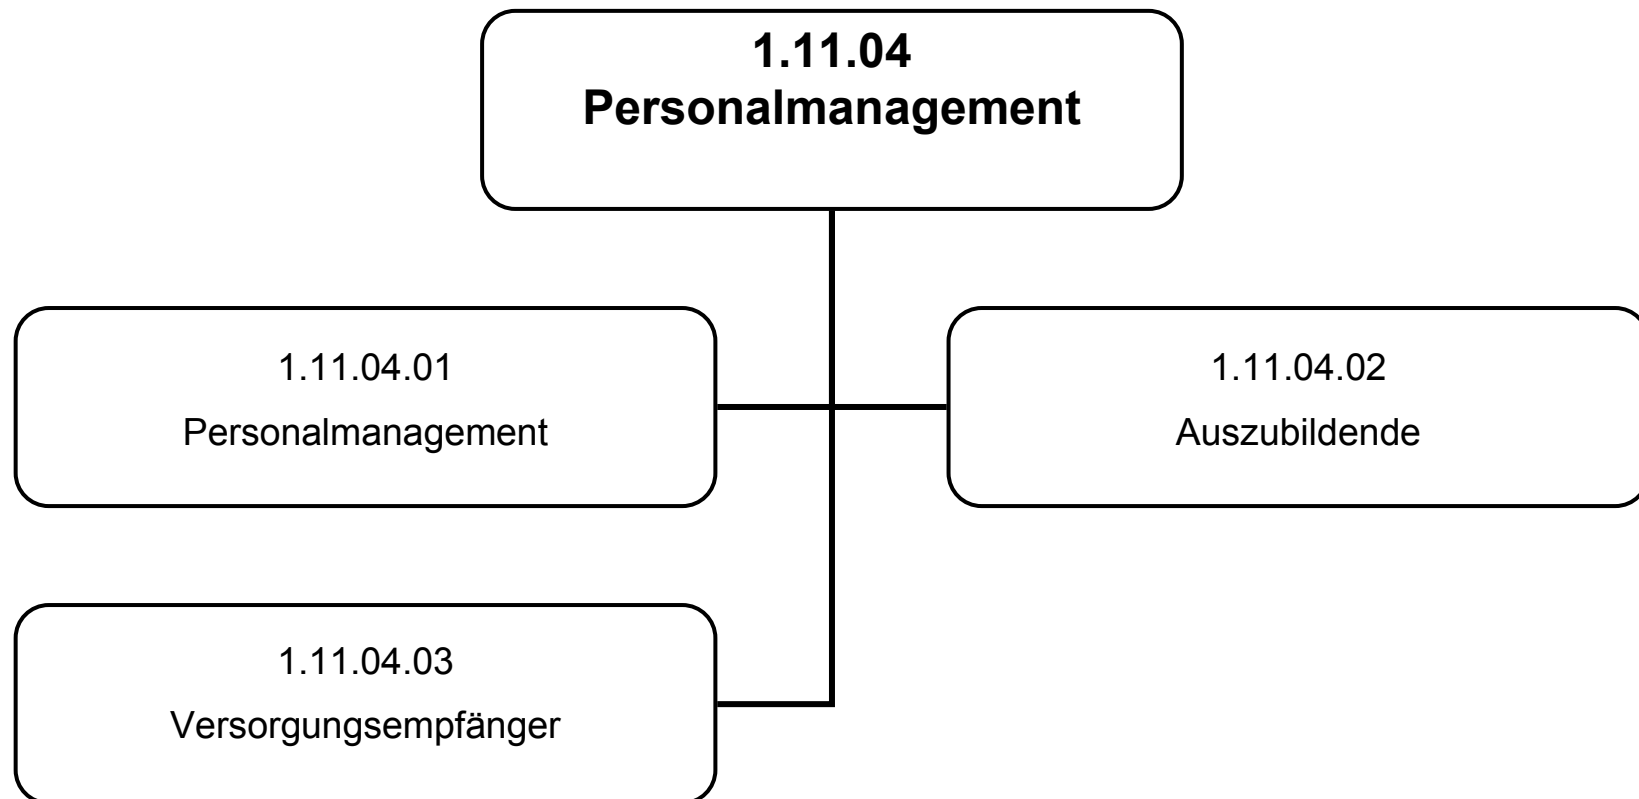 1.11.04
Personalmanagement
1.11.04.01
Personalmanagement
1.11.04.02
Auszubildende
1.11.04.03
Versorgungsempfänger